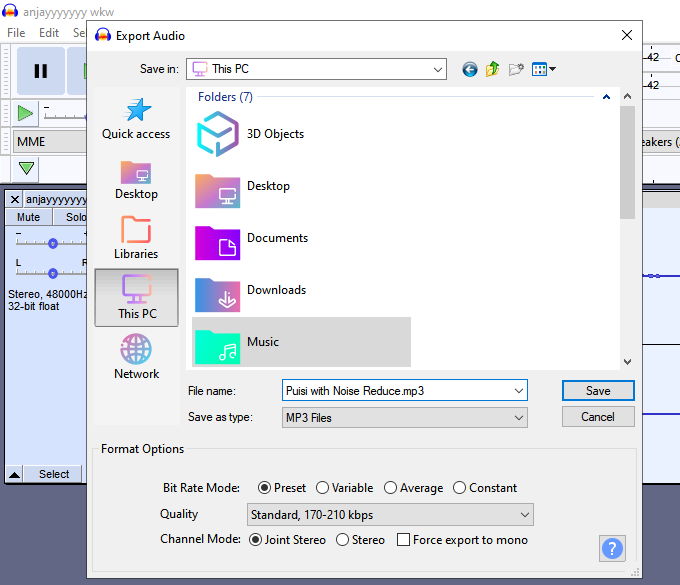 anjayyyyyyy wkw
File Edit Se
Export Audio
Save in: This PC
-42
-42
Folders (7)
Quick access
3D Objects
MME
eakers (
Desktop
Desktop
anjayyyyyyy
Mute Solo
Documents
Libraries
L R
Downloads
Stereo, 48000Hz
32-bit float
This PC
Music
Network
File name: Puisi with Noise Reduce.mp3 Save
Save as type: MP3 Files Cancel
Format Options
Select
Bit Rate Mode: Preset Variable Average Constant
Quality Standard, 170-210 kbps
Channel Mode: Joint Stereo Stereo Force export to mono